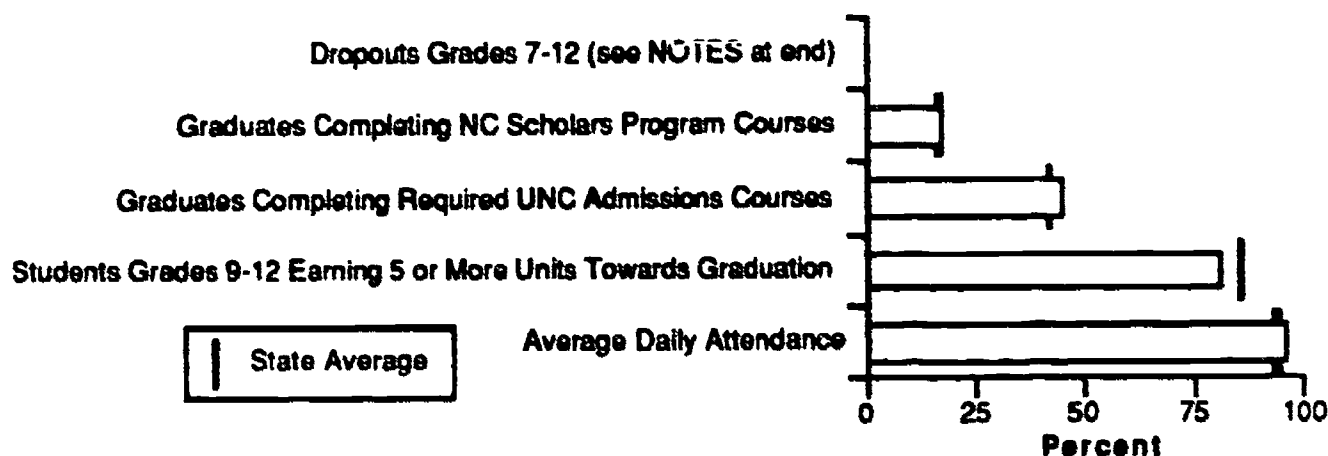 Dropouts Grades 7-12 (see NOTES at end)
Graduates Completing NC Scholars Program Courses
Graduates Completing Required UNC Admissions Courses
Students Grades 9-12 Earning 5 or More Units Towards Graduation
Average Daily Attendance
State Average
0 25 50 75 100
Percent